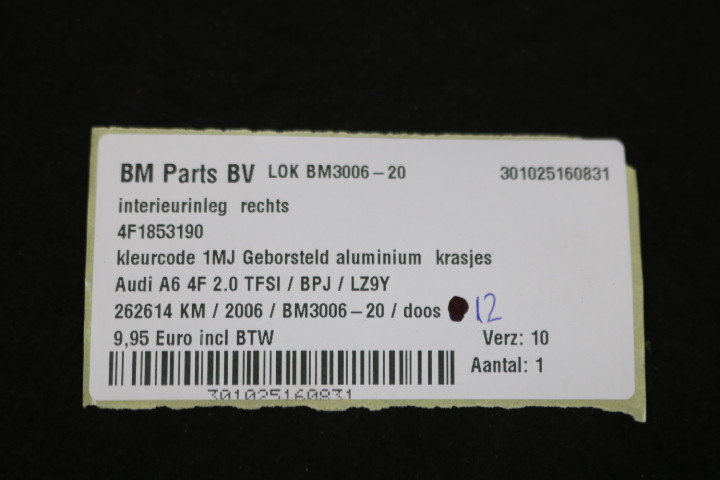 BM Parts BV LOK BM3006-20 301025160831
interieurinleg rechts
4F1853190
kleurcode 1MJ Geborsteld aluminium krasjes
Audi A6 4F 2.0 TFSI / BPJ / LZ9Y
262614 KM / 2006 / BM3006-20 / doos 12
9,95 Euro incl BTW Verz: 10
Aantal: 1
301025160831